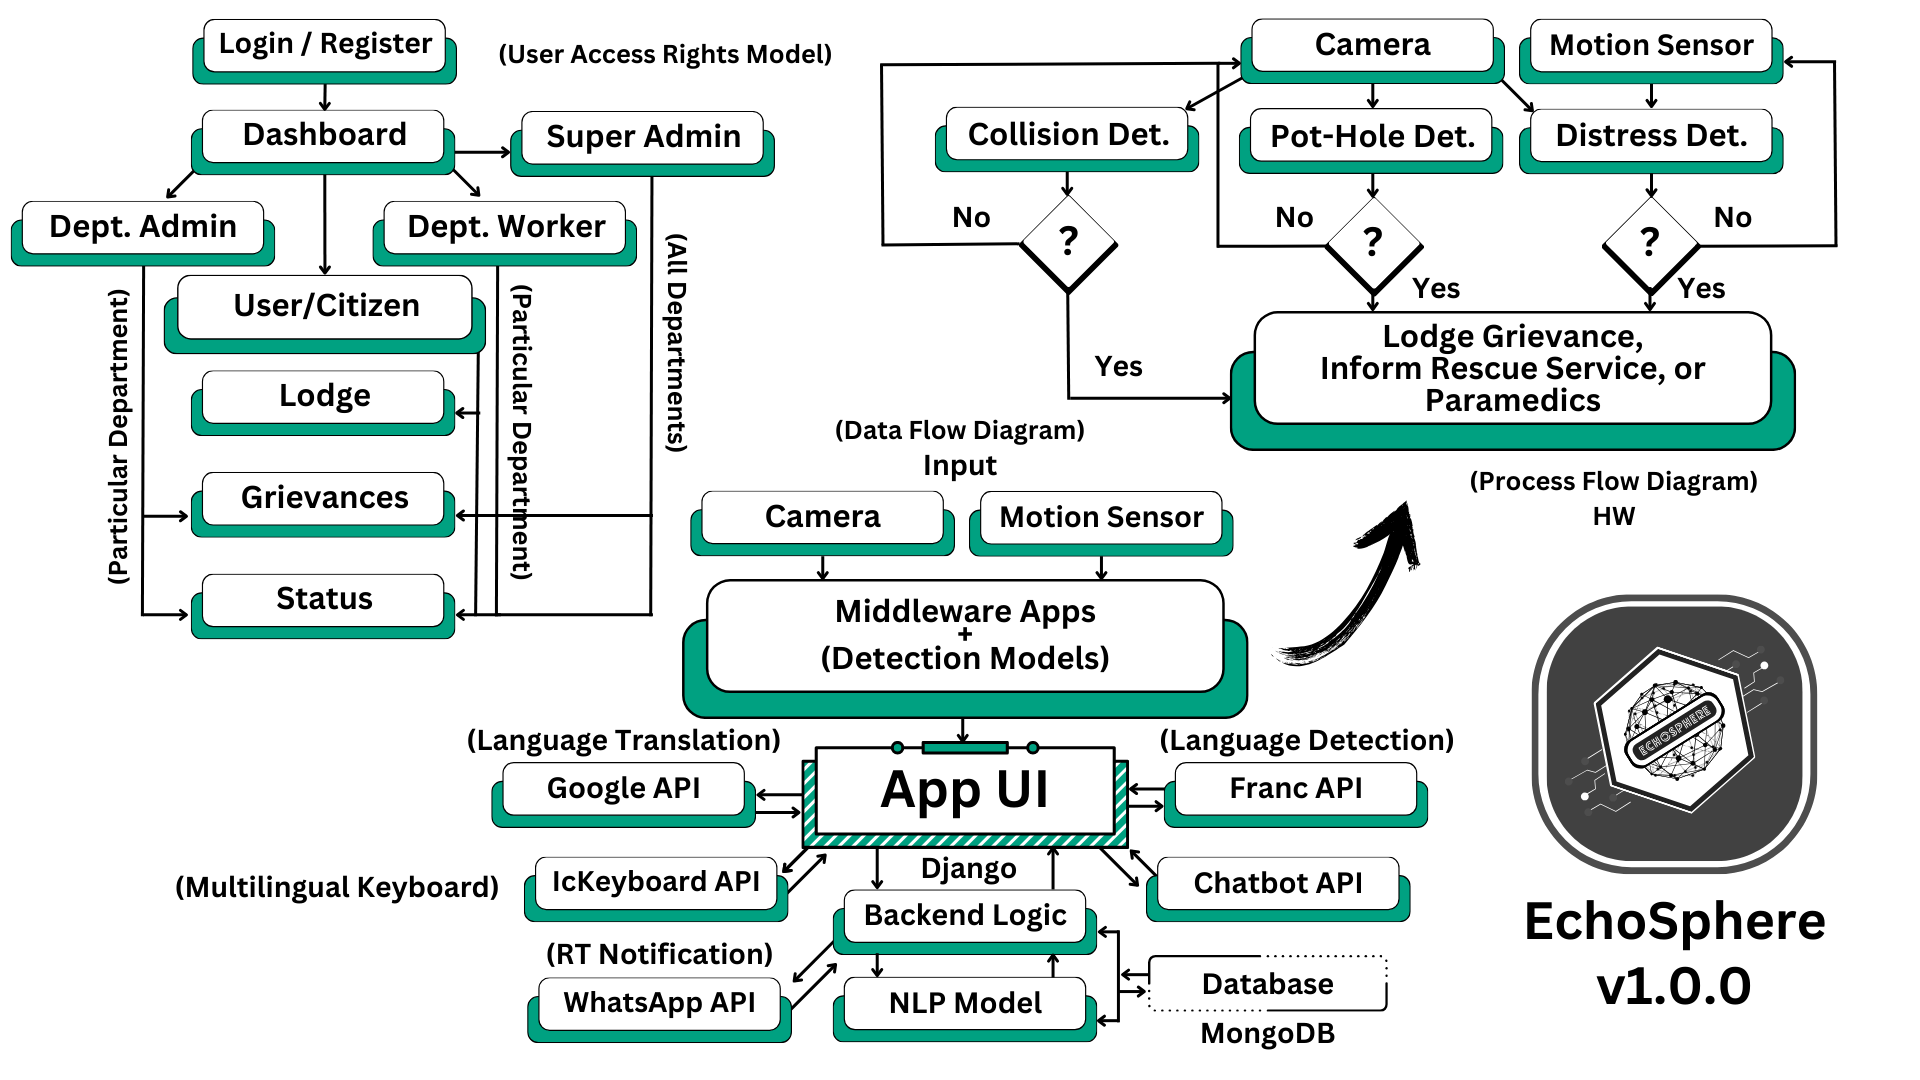 Login / Register
(User Access Rights Model)
Dashboard
Super Admin
Dept. Admin
Dept. Worker
User/Citizen
Lodge
Grievances
Status
(Particular Department)
(Particular Department)
(All Departments)
Camera
Motion Sensor
Collision Det.
Pot-Hole Det.
Distress Det.
No
?
No
?
?
No
Yes
Yes
Yes
Lodge Grievance,
Inform Rescue Service, or
Paramedics
(Process Flow Diagram)
HW
(Data Flow Diagram)
Input
Camera
Motion Sensor
Middleware Apps
+
(Detection Models)
(Language Translation)
(Language Detection)
Google API
App UI
Franc API
(Multilingual Keyboard)
IcKeyboard API
Django
Chatbot API
Backend Logic
(RT Notification)
WhatsApp API
NLP Model
Database
MongoDB
ECHOSPHERE
EchoSphere
v1.0.0